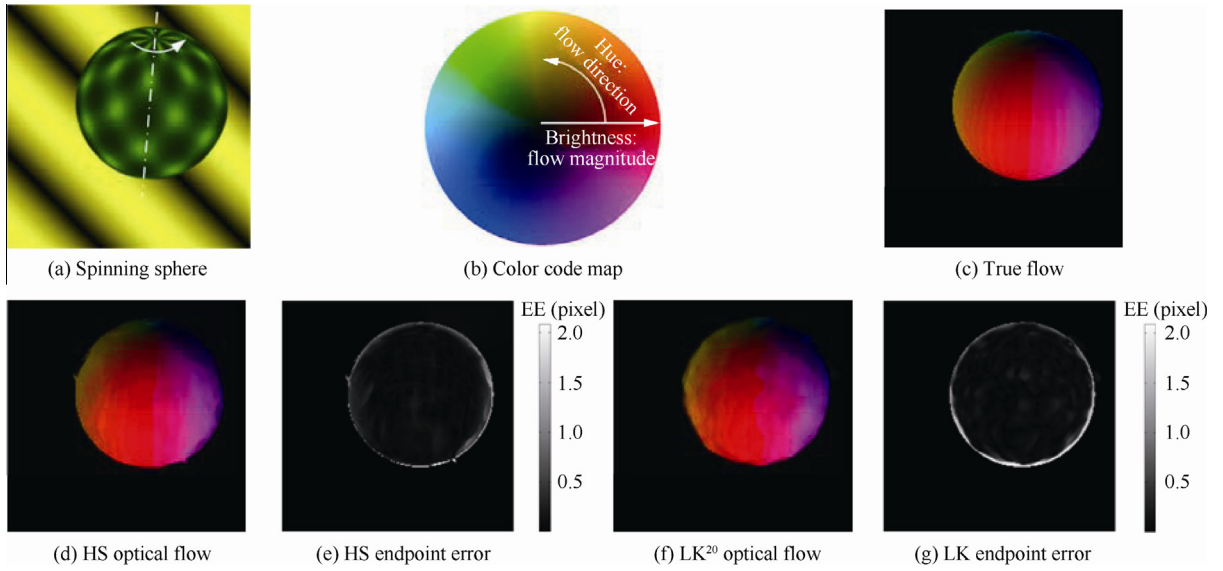 Hue:
flow direction
Brightness:
flow magnitude
(a) Spinning sphere
(b) Color code map
(c) True flow
EE (pixel)
2.0
1.5
1.0
0.5
EE (pixel)
2.0
1.5
1.0
0.5
(d) HS optical flow
(e) HS endpoint error
(f) LK²⁰ optical flow
(g) LK endpoint error